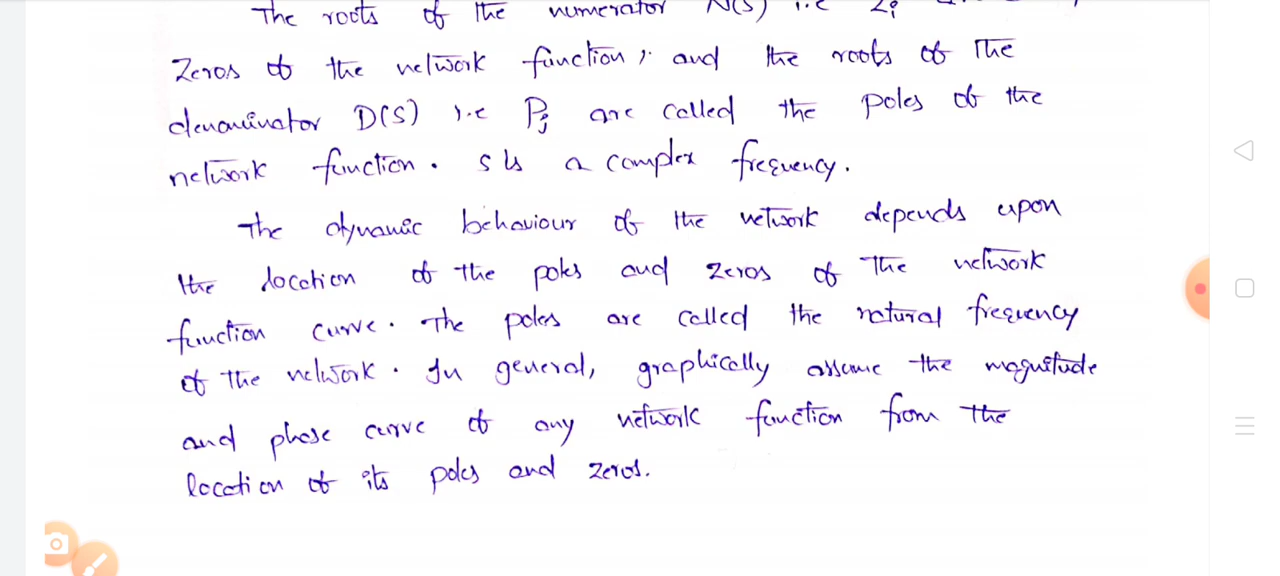 The roots of the numerator N(S) i.e Zi
Zeros of the network function, and the roots of The
denominator D(S) i.e Pj are called the poles of the
network function. S is a complex frequency.
The dynamic behaviour of the network depends upon
the location of the poles and zeros of The network
function curve. The poles are called the natural frequency
of the network. In general, graphically assume the magnitude
and phase curve of any network function from the
location of its poles and zeros.